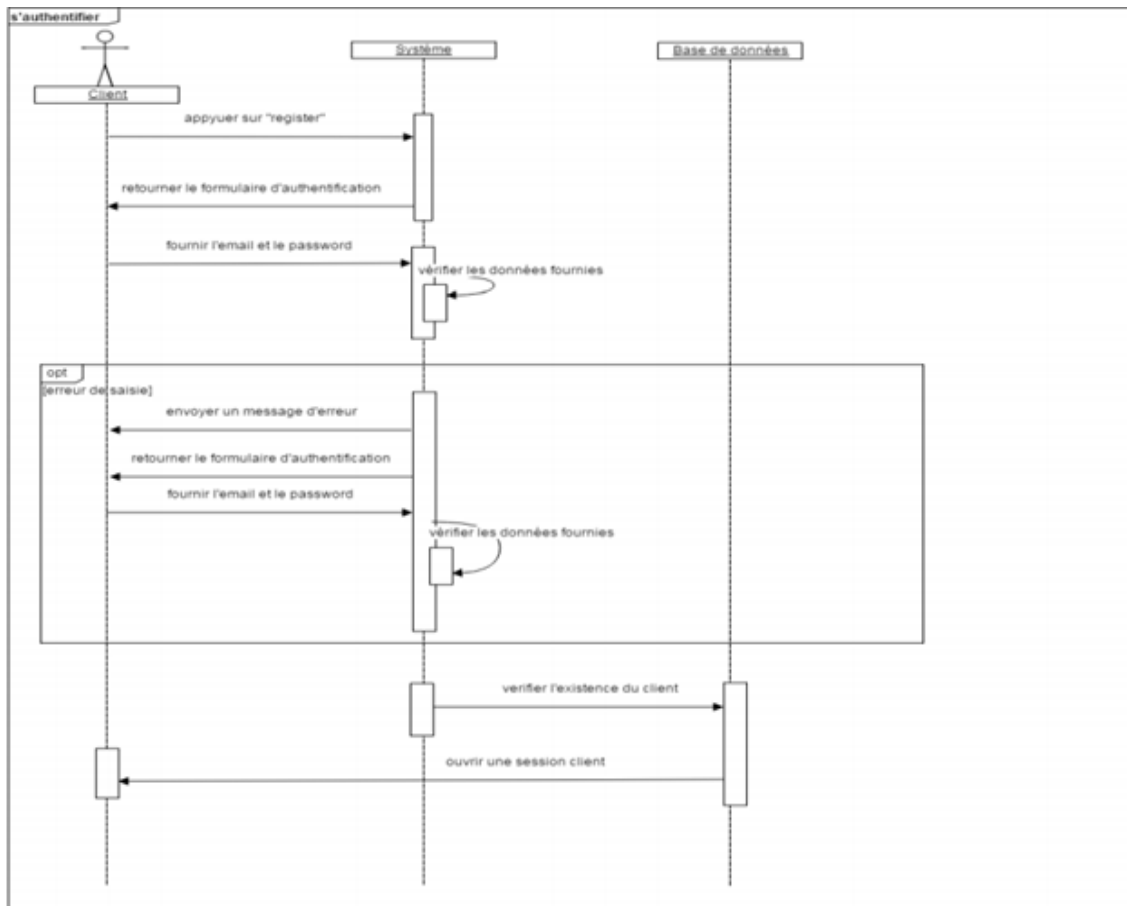 s'authentifier
Système
Base de données
Client
appyuer sur "register"
retourner le formulaire d'authentification
fournir l'email et le password
vérifier les données fournies
opt
[erreur de saisie]
envoyer un message d'erreur
retourner le formulaire d'authentification
fournir l'email et le password
vérifier les données fournies
verifier l'existence du client
ouvrir une session client